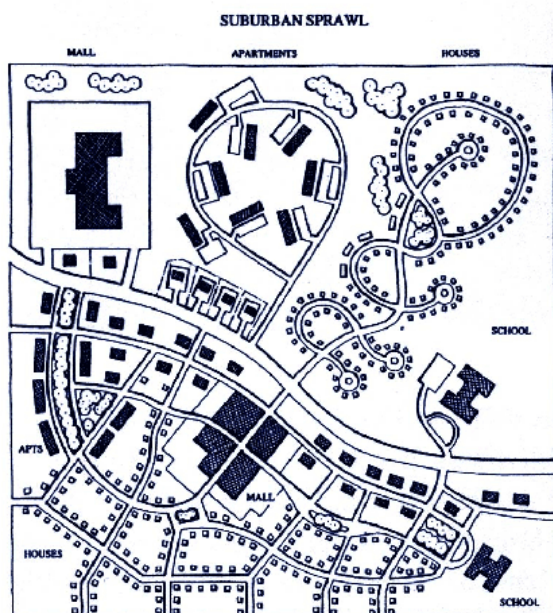 SUBURBAN SPRAWL
MALL APARTMENTS HOUSES
SCHOOL
APTS
MALL
HOUSES
SCHOOL